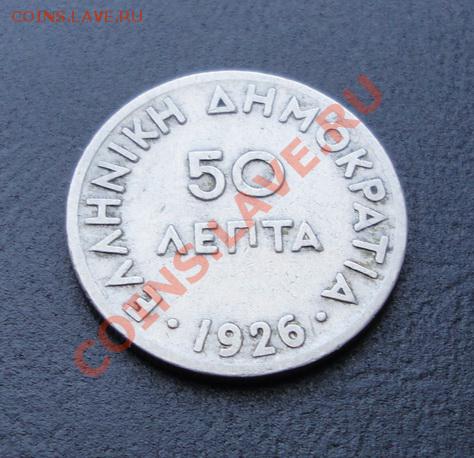 COINS.LAVE.RU
ΕΛΛΗΝΙΚΗ ΔΗΜΟΚΡΑΤΙΑ
50
ΛΕΠΤΑ
· 1926 ·
COINS.LAVE.RU